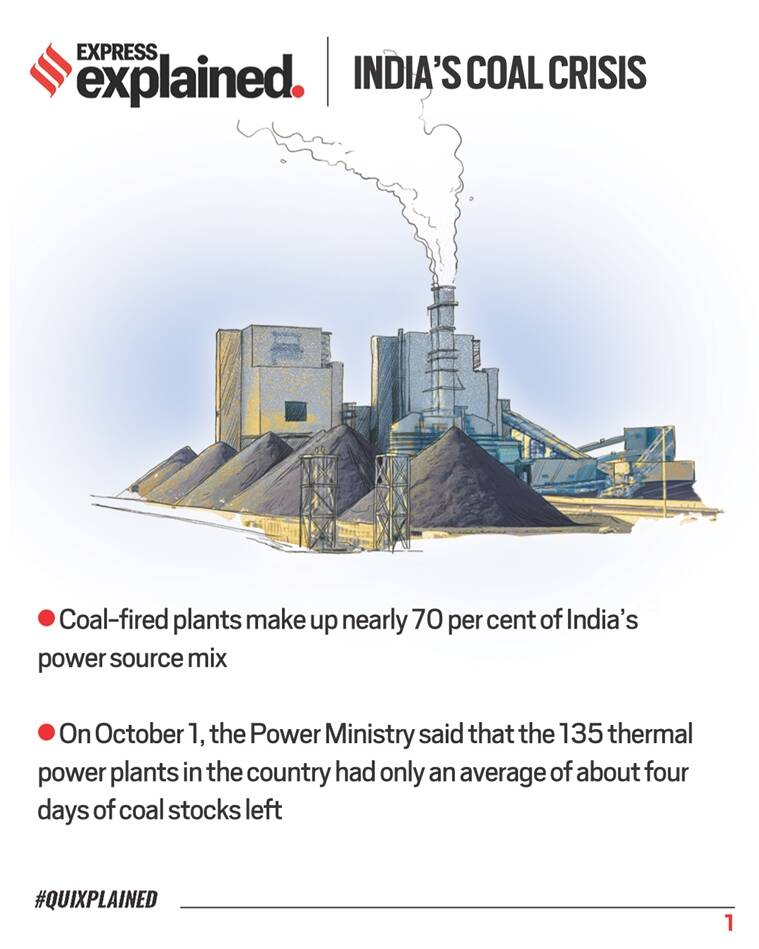 EXPRESS
explained.
INDIA'S COAL CRISIS
● Coal-fired plants make up nearly 70 per cent of India's
power source mix
● On October 1, the Power Ministry said that the 135 thermal
power plants in the country had only an average of about four
days of coal stocks left
#QUIXPLAINED
1